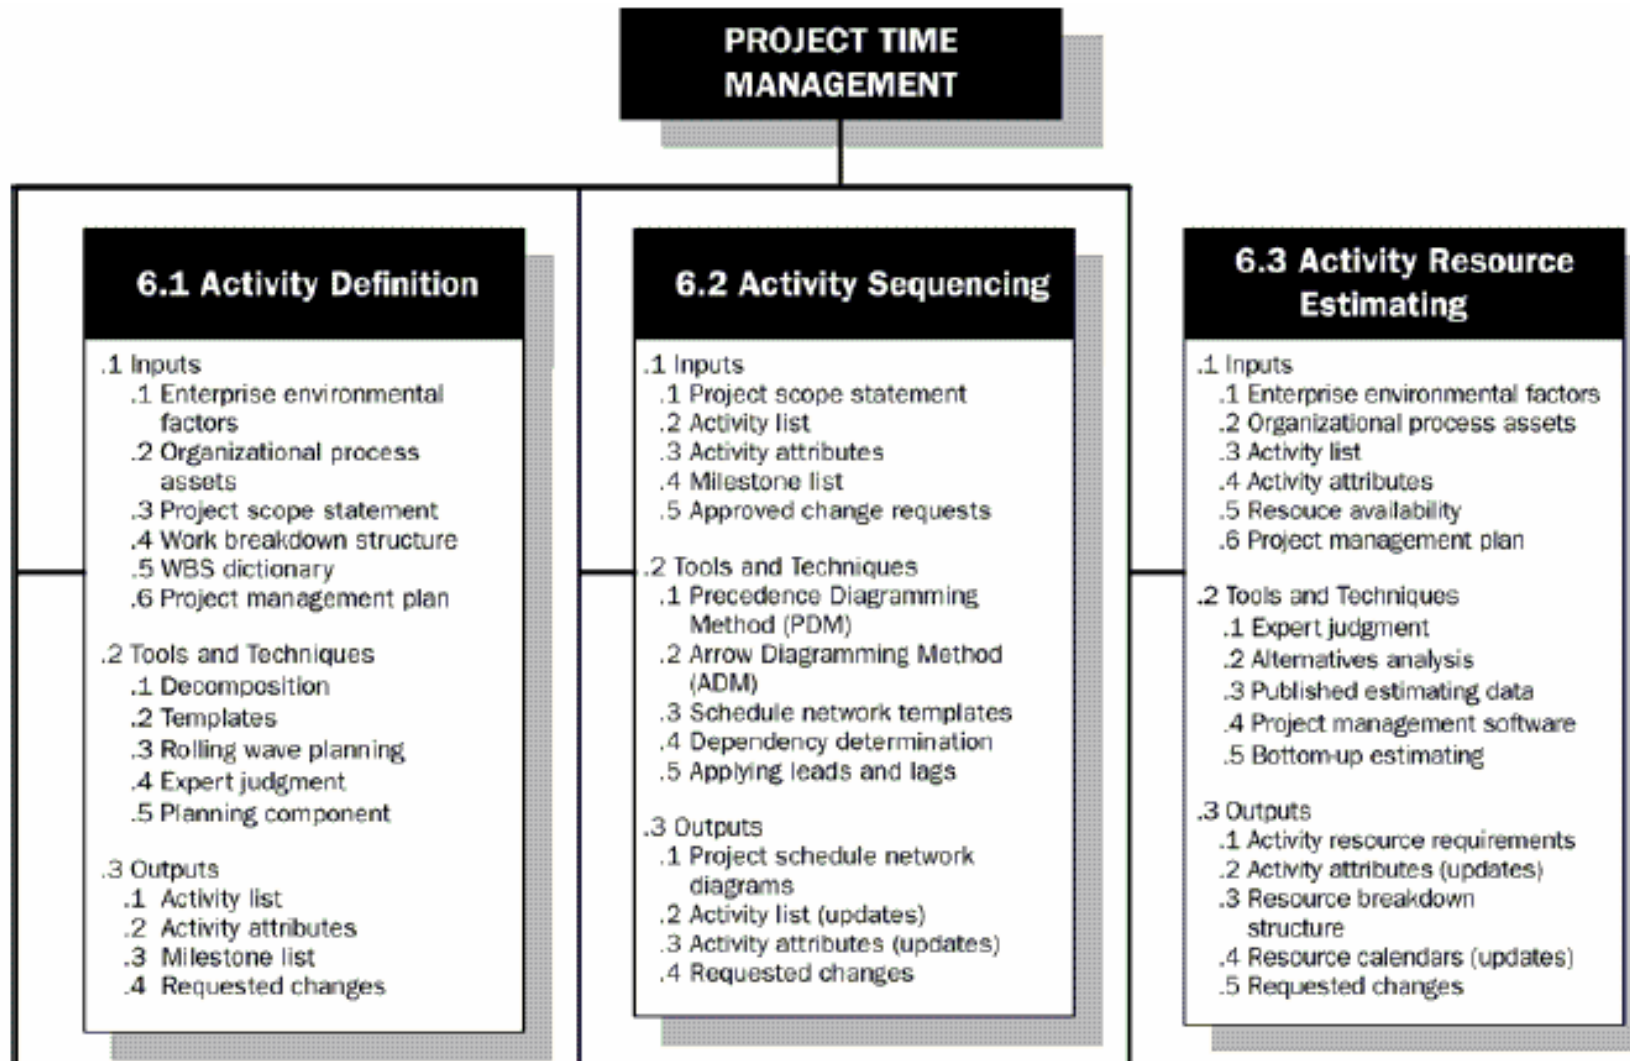 PROJECT TIME
MANAGEMENT
6.1 Activity Definition
.1 Inputs
.1 Enterprise environmental
factors
.2 Organizational process
assets
.3 Project scope statement
.4 Work breakdown structure
.5 WBS dictionary
.6 Project management plan
.2 Tools and Techniques
.1 Decomposition
.2 Templates
.3 Rolling wave planning
.4 Expert judgment
.5 Planning component
.3 Outputs
.1 Activity list
.2 Activity attributes
.3 Milestone list
.4 Requested changes
6.2 Activity Sequencing
.1 Inputs
.1 Project scope statement
.2 Activity list
.3 Activity attributes
.4 Milestone list
.5 Approved change requests
.2 Tools and Techniques
.1 Precedence Diagramming
Method (PDM)
.2 Arrow Diagramming Method
(ADM)
.3 Schedule network templates
.4 Dependency determination
.5 Applying leads and lags
.3 Outputs
.1 Project schedule network
diagrams
.2 Activity list (updates)
.3 Activity attributes (updates)
.4 Requested changes
6.3 Activity Resource
Estimating
.1 Inputs
.1 Enterprise environmental factors
.2 Organizational process assets
.3 Activity list
.4 Activity attributes
.5 Resouce availability
.6 Project management plan
.2 Tools and Techniques
.1 Expert judgment
.2 Alternatives analysis
.3 Published estimating data
.4 Project management software
.5 Bottom-up estimating
.3 Outputs
.1 Activity resource requirements
.2 Activity attributes (updates)
.3 Resource breakdown
structure
.4 Resource calendars (updates)
.5 Requested changes